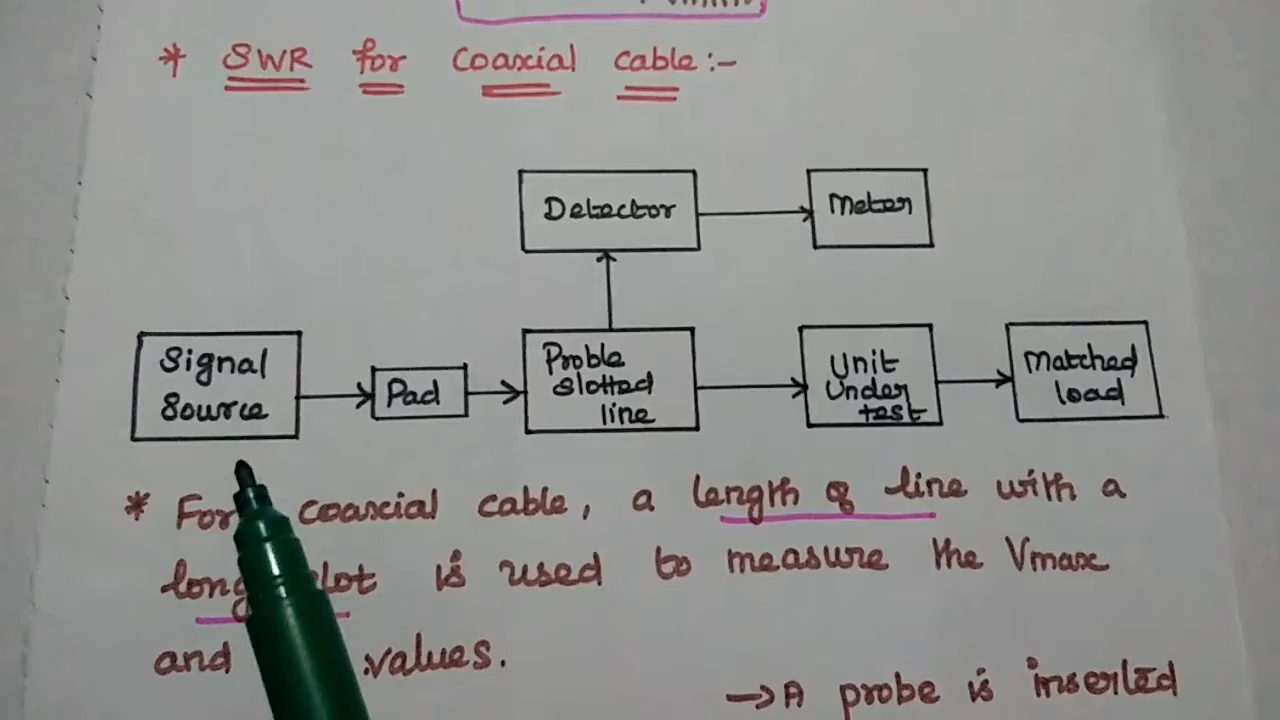 * SWR for coaxial cable:-
Detector
Meter
Signal
Source
Pad
Proble
Slotted
line
Unit
Under
test
Matched
load
* For coaxial cable, a length of line with a
long slot is used to measure the Vmax
and values.
→ A probe is inserted